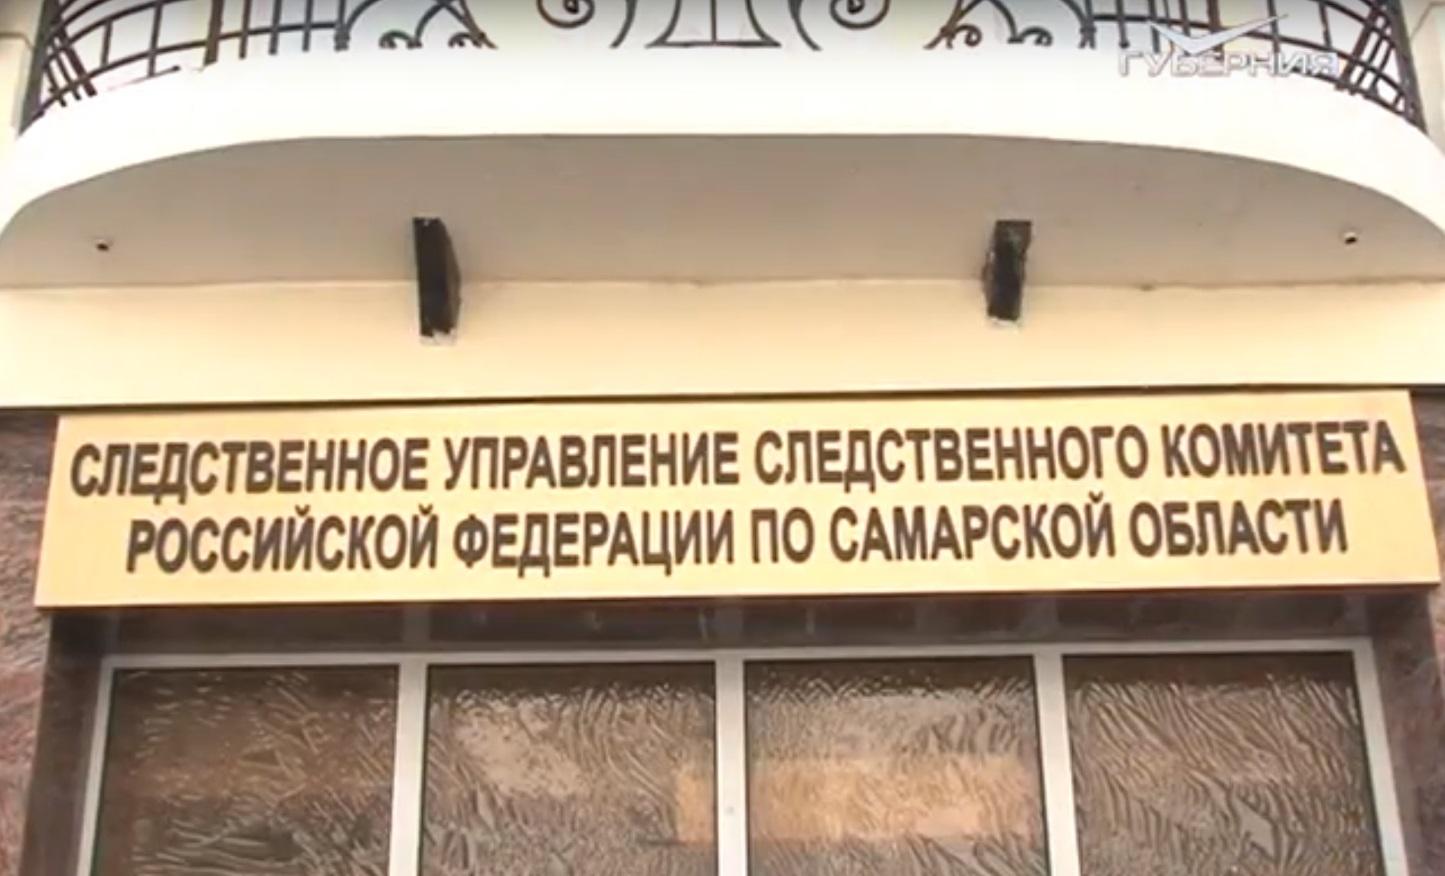 ГУБЕРНИЯ
СЛЕДСТВЕННОЕ УПРАВЛЕНИЕ СЛЕДСТВЕННОГО КОМИТЕТА
РОССИЙСКОЙ ФЕДЕРАЦИИ ПО САМАРСКОЙ ОБЛАСТИ